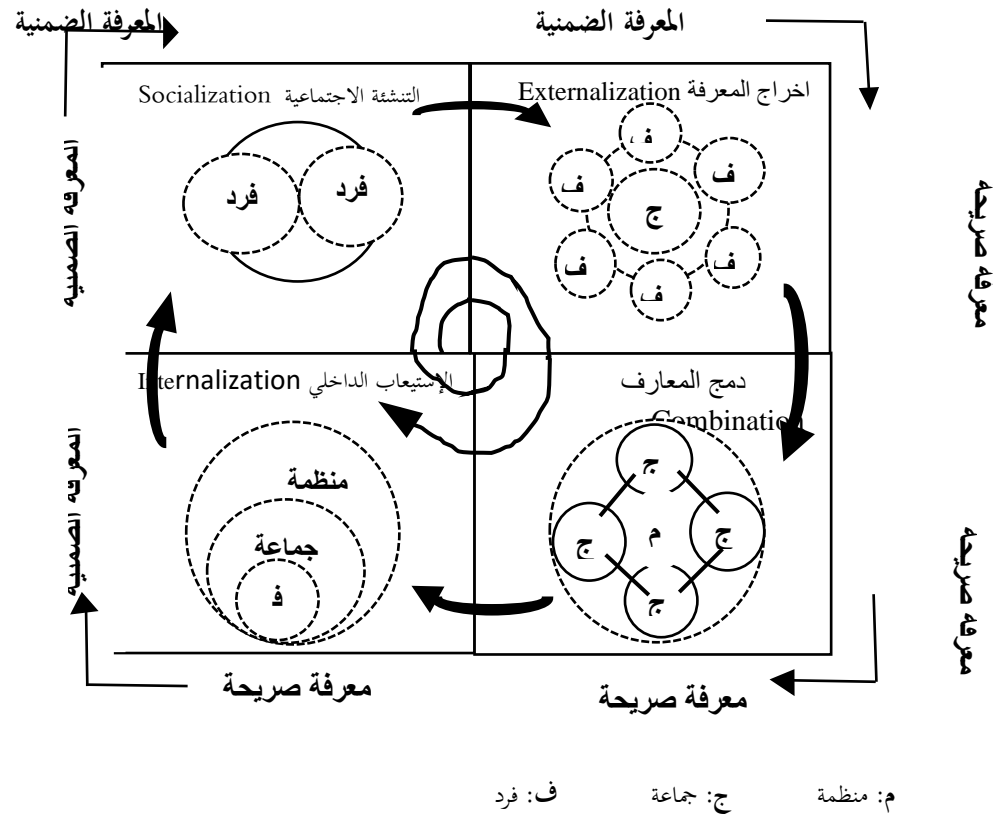 المعرفة الضمنية
المعرفة الضمنية
اخراج المعرفة Externalization
التنشئة الاجتماعية Socialization
ف
ف
ف
ج
ف
ف
ف
فرد
فرد
المعرفة الضمنية
معرفة صريحة
دمج المعارف
Combination
الإستيعاب الداخلي Internalization
ج
ج
م
ج
ج
منظمة
جماعة
ف
المعرفة الضمنية
معرفة صريحة
معرفة صريحة
معرفة صريحة
م: منظمة ج: جماعة ف: فرد